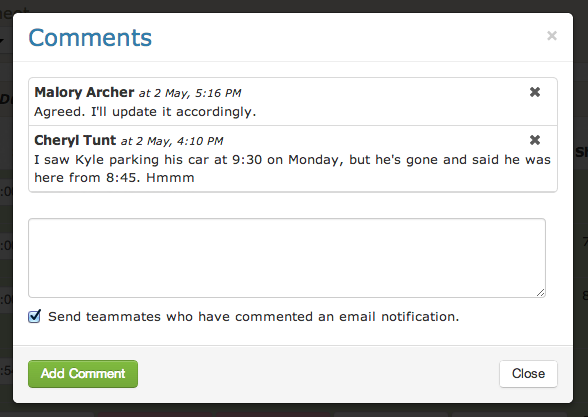 Comments
×
Malory Archer at 2 May, 5:16 PM
Agreed. I'll update it accordingly.
Cheryl Tunt at 2 May, 4:10 PM
I saw Kyle parking his car at 9:30 on Monday, but he's gone and said he was
here from 8:45. Hmmm
Send teammates who have commented an email notification.
Add Comment
Close